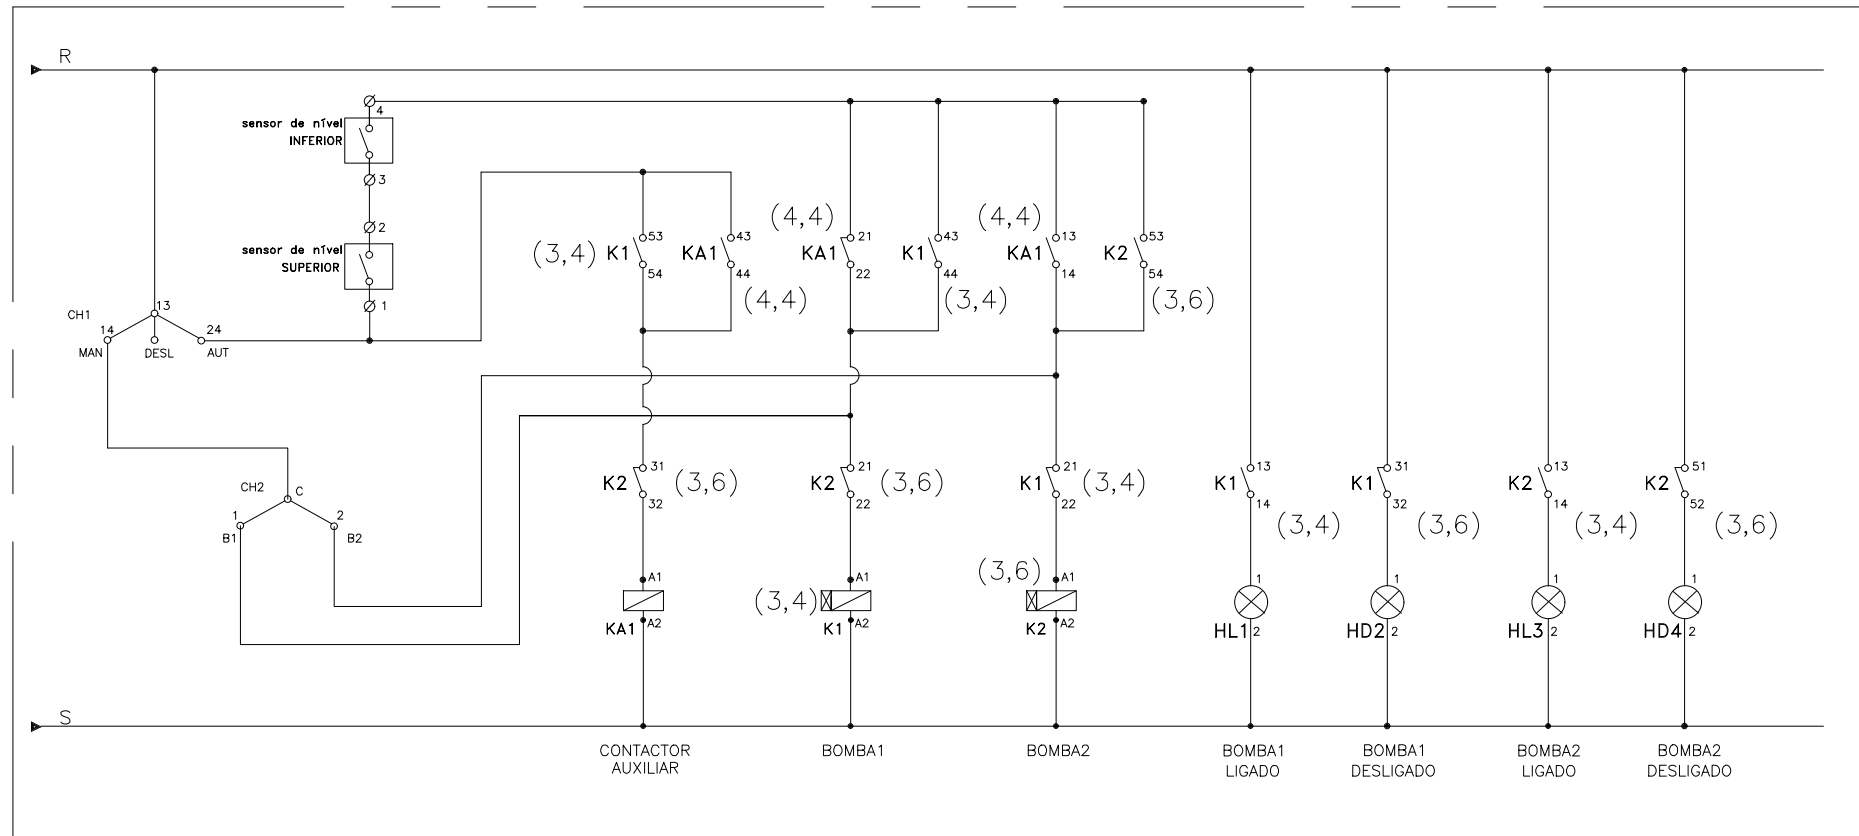 R
4
sensor de nível
INFERIOR
3
2
sensor de nível
SUPERIOR
1
CH1
13
14
24
MAN
DESL
AUT
(3,4)
K1
53
54
KA1
43
44
(4,4)
(4,4)
KA1
21
22
K1
43
44
(3,4)
(4,4)
KA1
13
14
K2
53
54
(3,6)
CH2
C
1
2
B1
B2
K2
31
32
(3,6)
K2
21
22
(3,6)
K1
21
22
(3,4)
K1
13
14
(3,4)
K1
31
32
(3,6)
K2
13
14
(3,4)
K2
51
52
(3,6)
A1
KA1
A2
(3,4)
A1
K1
A2
(3,6)
A1
K2
A2
1
HL1
2
1
HD2
2
1
HL3
2
1
HD4
2
S
CONTACTOR
AUXILIAR
BOMBA1
BOMBA2
BOMBA1
LIGADO
BOMBA1
DESLIGADO
BOMBA2
LIGADO
BOMBA2
DESLIGADO